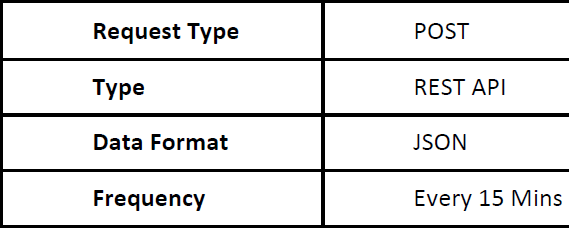 Request Type POST
Type REST API
Data Format JSON
Frequency Every 15 Mins